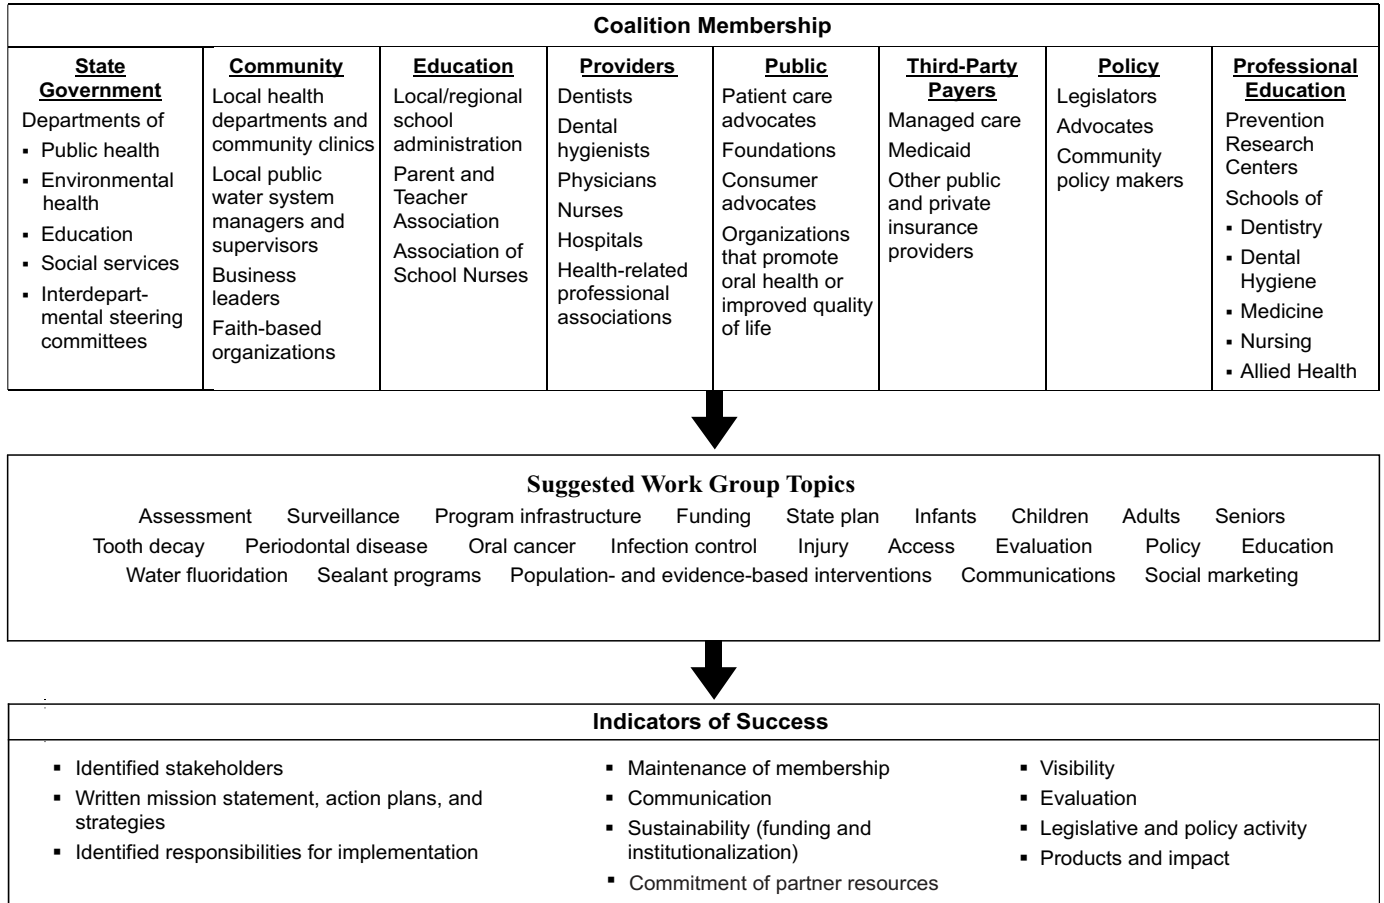 Coalition Membership
State
Government
Departments of
▪ Public health
▪ Environmental
health
▪ Education
▪ Social services
▪ Interdepart-
mental steering
committees
Community
Local health
departments and
community clinics
Local public
water system
managers and
supervisors
Business
leaders
Faith-based
organizations
Education
Local/regional
school
administration
Parent and
Teacher
Association
Association of
School Nurses
Providers
Dentists
Dental
hygienists
Physicians
Nurses
Hospitals
Health-related
professional
associations
Public
Patient care
advocates
Foundations
Consumer
advocates
Organizations
that promote
oral health or
improved quality
of life
Third-Party
Payers
Managed care
Medicaid
Other public
and private
insurance
providers
Policy
Legislators
Advocates
Community
policy makers
Professional
Education
Prevention
Research
Centers
Schools of
▪ Dentistry
▪ Dental
Hygiene
▪ Medicine
▪ Nursing
▪ Allied Health
Suggested Work Group Topics
Assessment Surveillance Program infrastructure Funding State plan Infants Children Adults Seniors
Tooth decay Periodontal disease Oral cancer Infection control Injury Access Evaluation Policy Education
Water fluoridation Sealant programs Population- and evidence-based interventions Communications Social marketing
Indicators of Success
▪ Identified stakeholders
▪ Written mission statement, action plans, and
strategies
▪ Identified responsibilities for implementation
▪ Maintenance of membership
▪ Communication
▪ Sustainability (funding and
institutionalization)
▪ Commitment of partner resources
▪ Visibility
▪ Evaluation
▪ Legislative and policy activity
▪ Products and impact